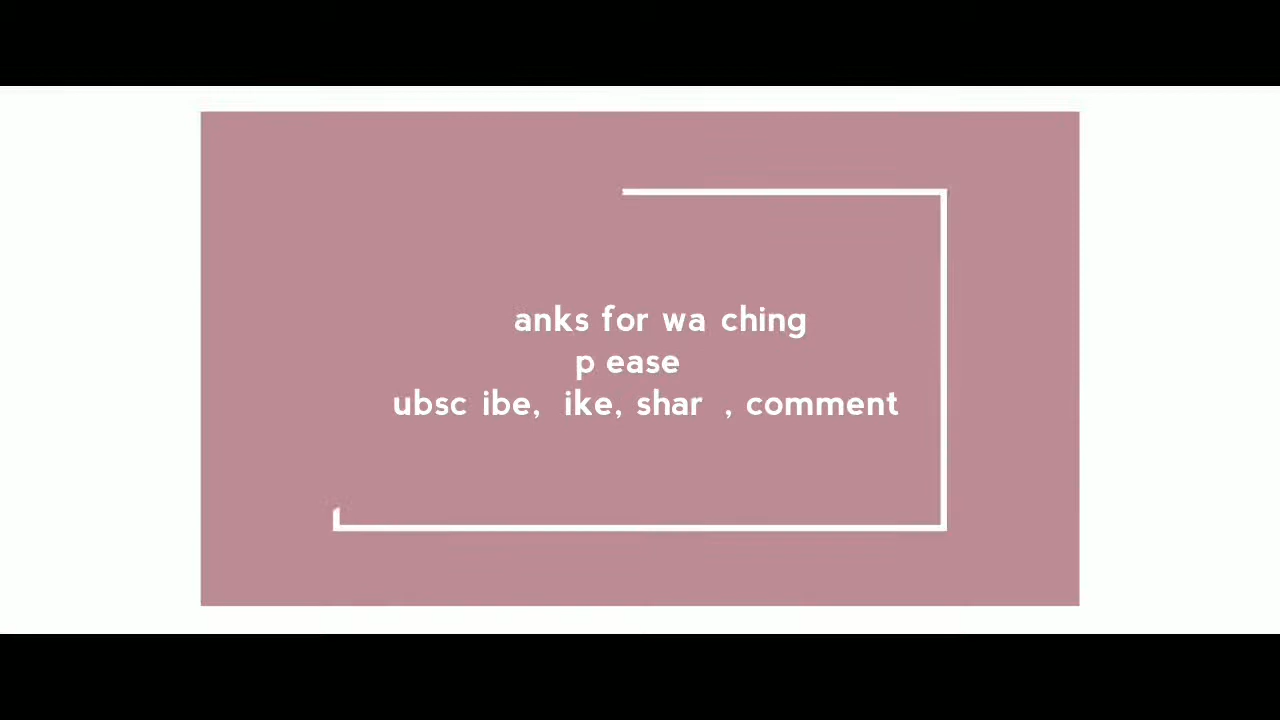 anks for wa ching
p ease
ubsc ibe, ike, shar , comment